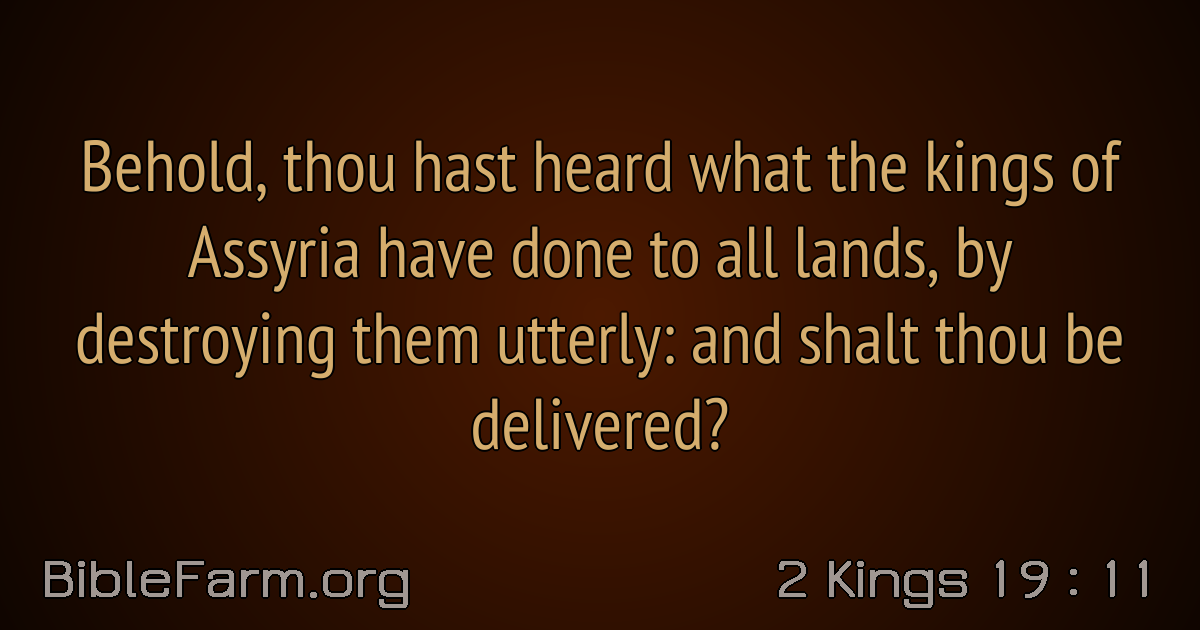 Behold, thou hast heard what the kings of
Assyria have done to all lands, by
destroying them utterly: and shalt thou be
delivered?
BibleFarm.org
2 Kings 19:11